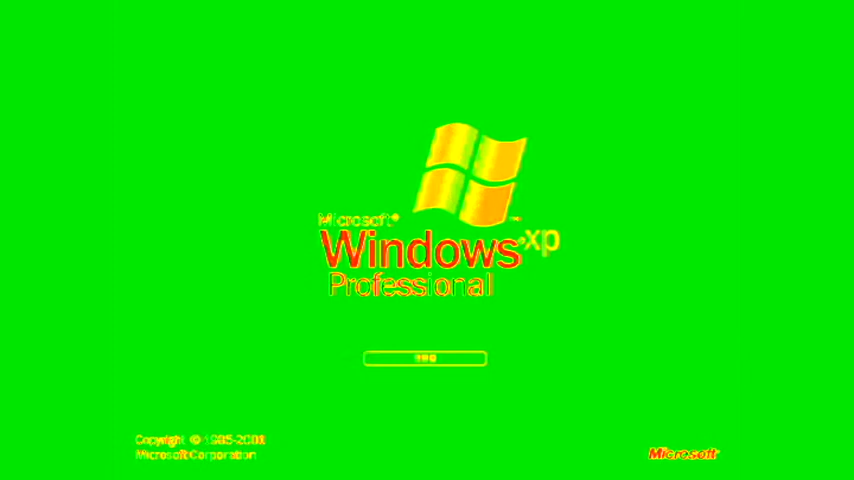 Microsoft®
Windows xp
Professional
Copyright © 1985-2001
Microsoft Corporation
Microsoft®